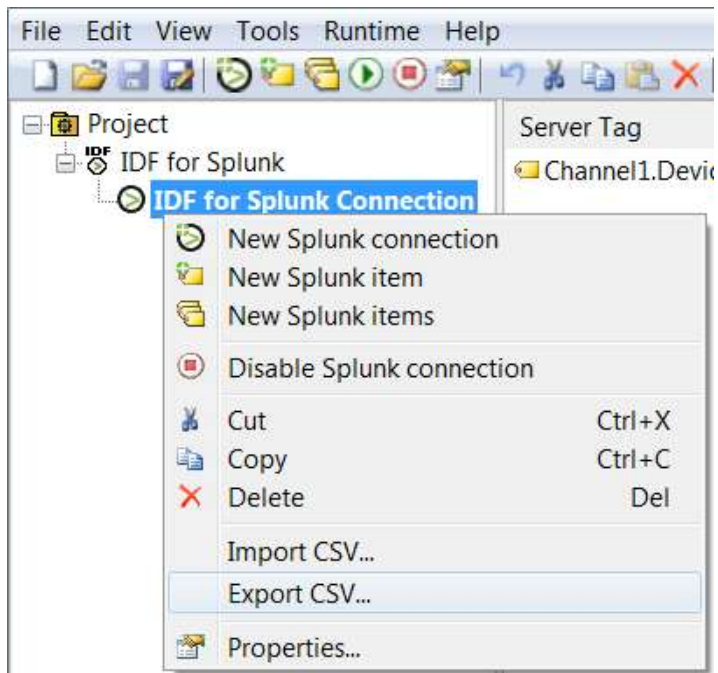 File Edit View Tools Runtime Help
Project
Server Tag
IDF IDF for Splunk
Channel1.Devic
IDF for Splunk Connection
New Splunk connection
New Splunk item
New Splunk items
Disable Splunk connection
Cut Ctrl+X
Copy Ctrl+C
Delete Del
Import CSV...
Export CSV...
Properties...